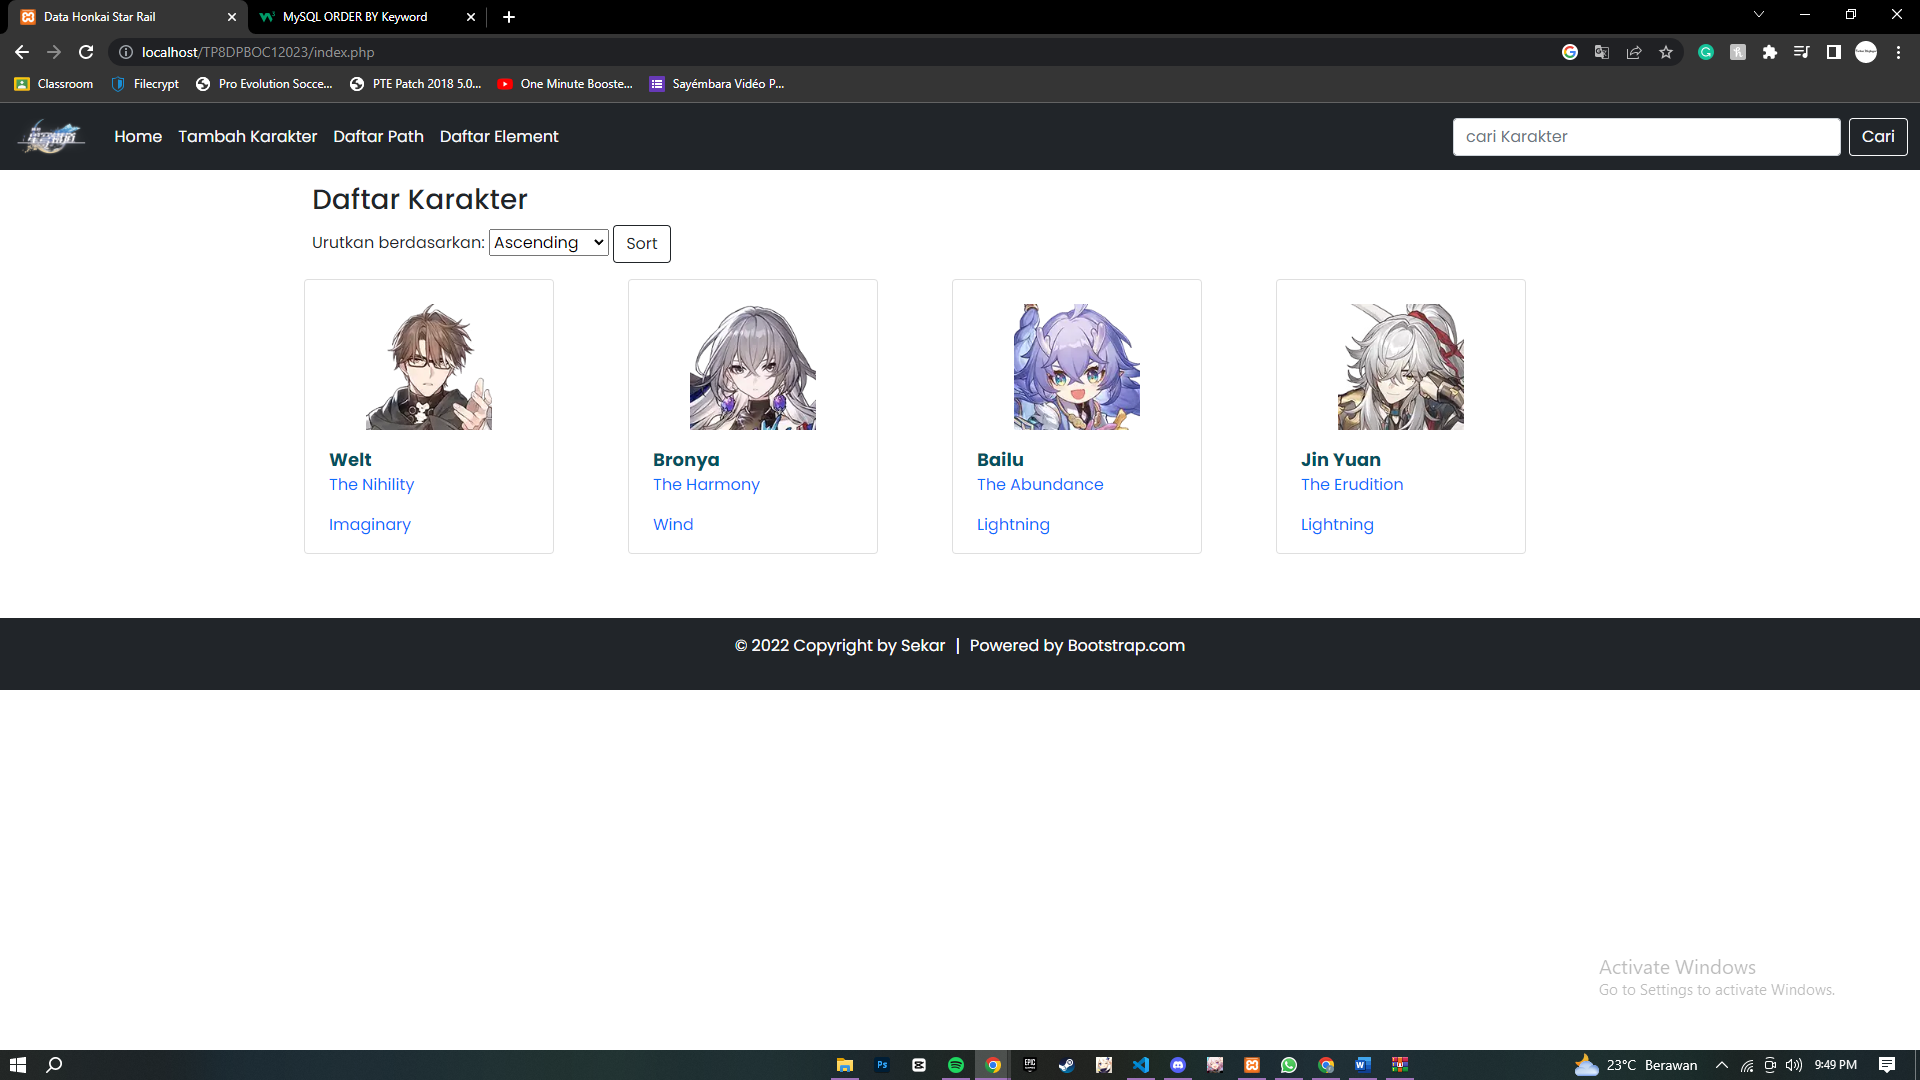 Data Honkai Star Rail
MySQL ORDER BY Keyword
localhost/TP8DPBOC12023/index.php
Classroom
Filecrypt
Pro Evolution Socce...
PTE Patch 2018 5.0...
One Minute Booste...
Sayémbara Vidéo P...
Home Tambah Karakter Daftar Path Daftar Element
cari Karakter
Cari
Daftar Karakter
Urutkan berdasarkan: Ascending Sort
Welt
The Nihility
Imaginary
Bronya
The Harmony
Wind
Bailu
The Abundance
Lightning
Jin Yuan
The Erudition
Lightning
© 2022 Copyright by Sekar | Powered by Bootstrap.com
Activate Windows
Go to Settings to activate Windows.
Ps
EPIC
23°C Berawan
9:49 PM